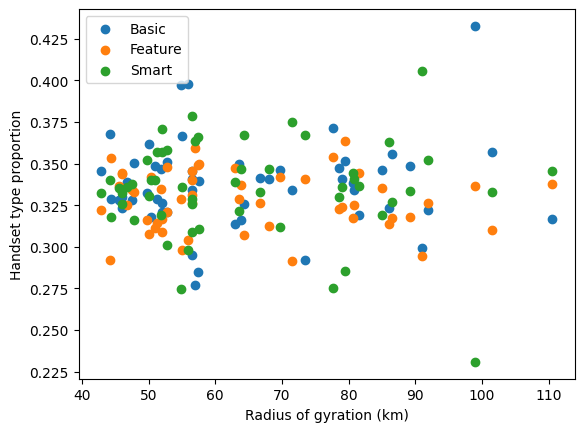 Basic
Feature
Smart
0.425
0.400
0.375
0.350
0.325
0.300
0.275
0.250
0.225
Handset type proportion
40 50 60 70 80 90 100 110
Radius of gyration (km)